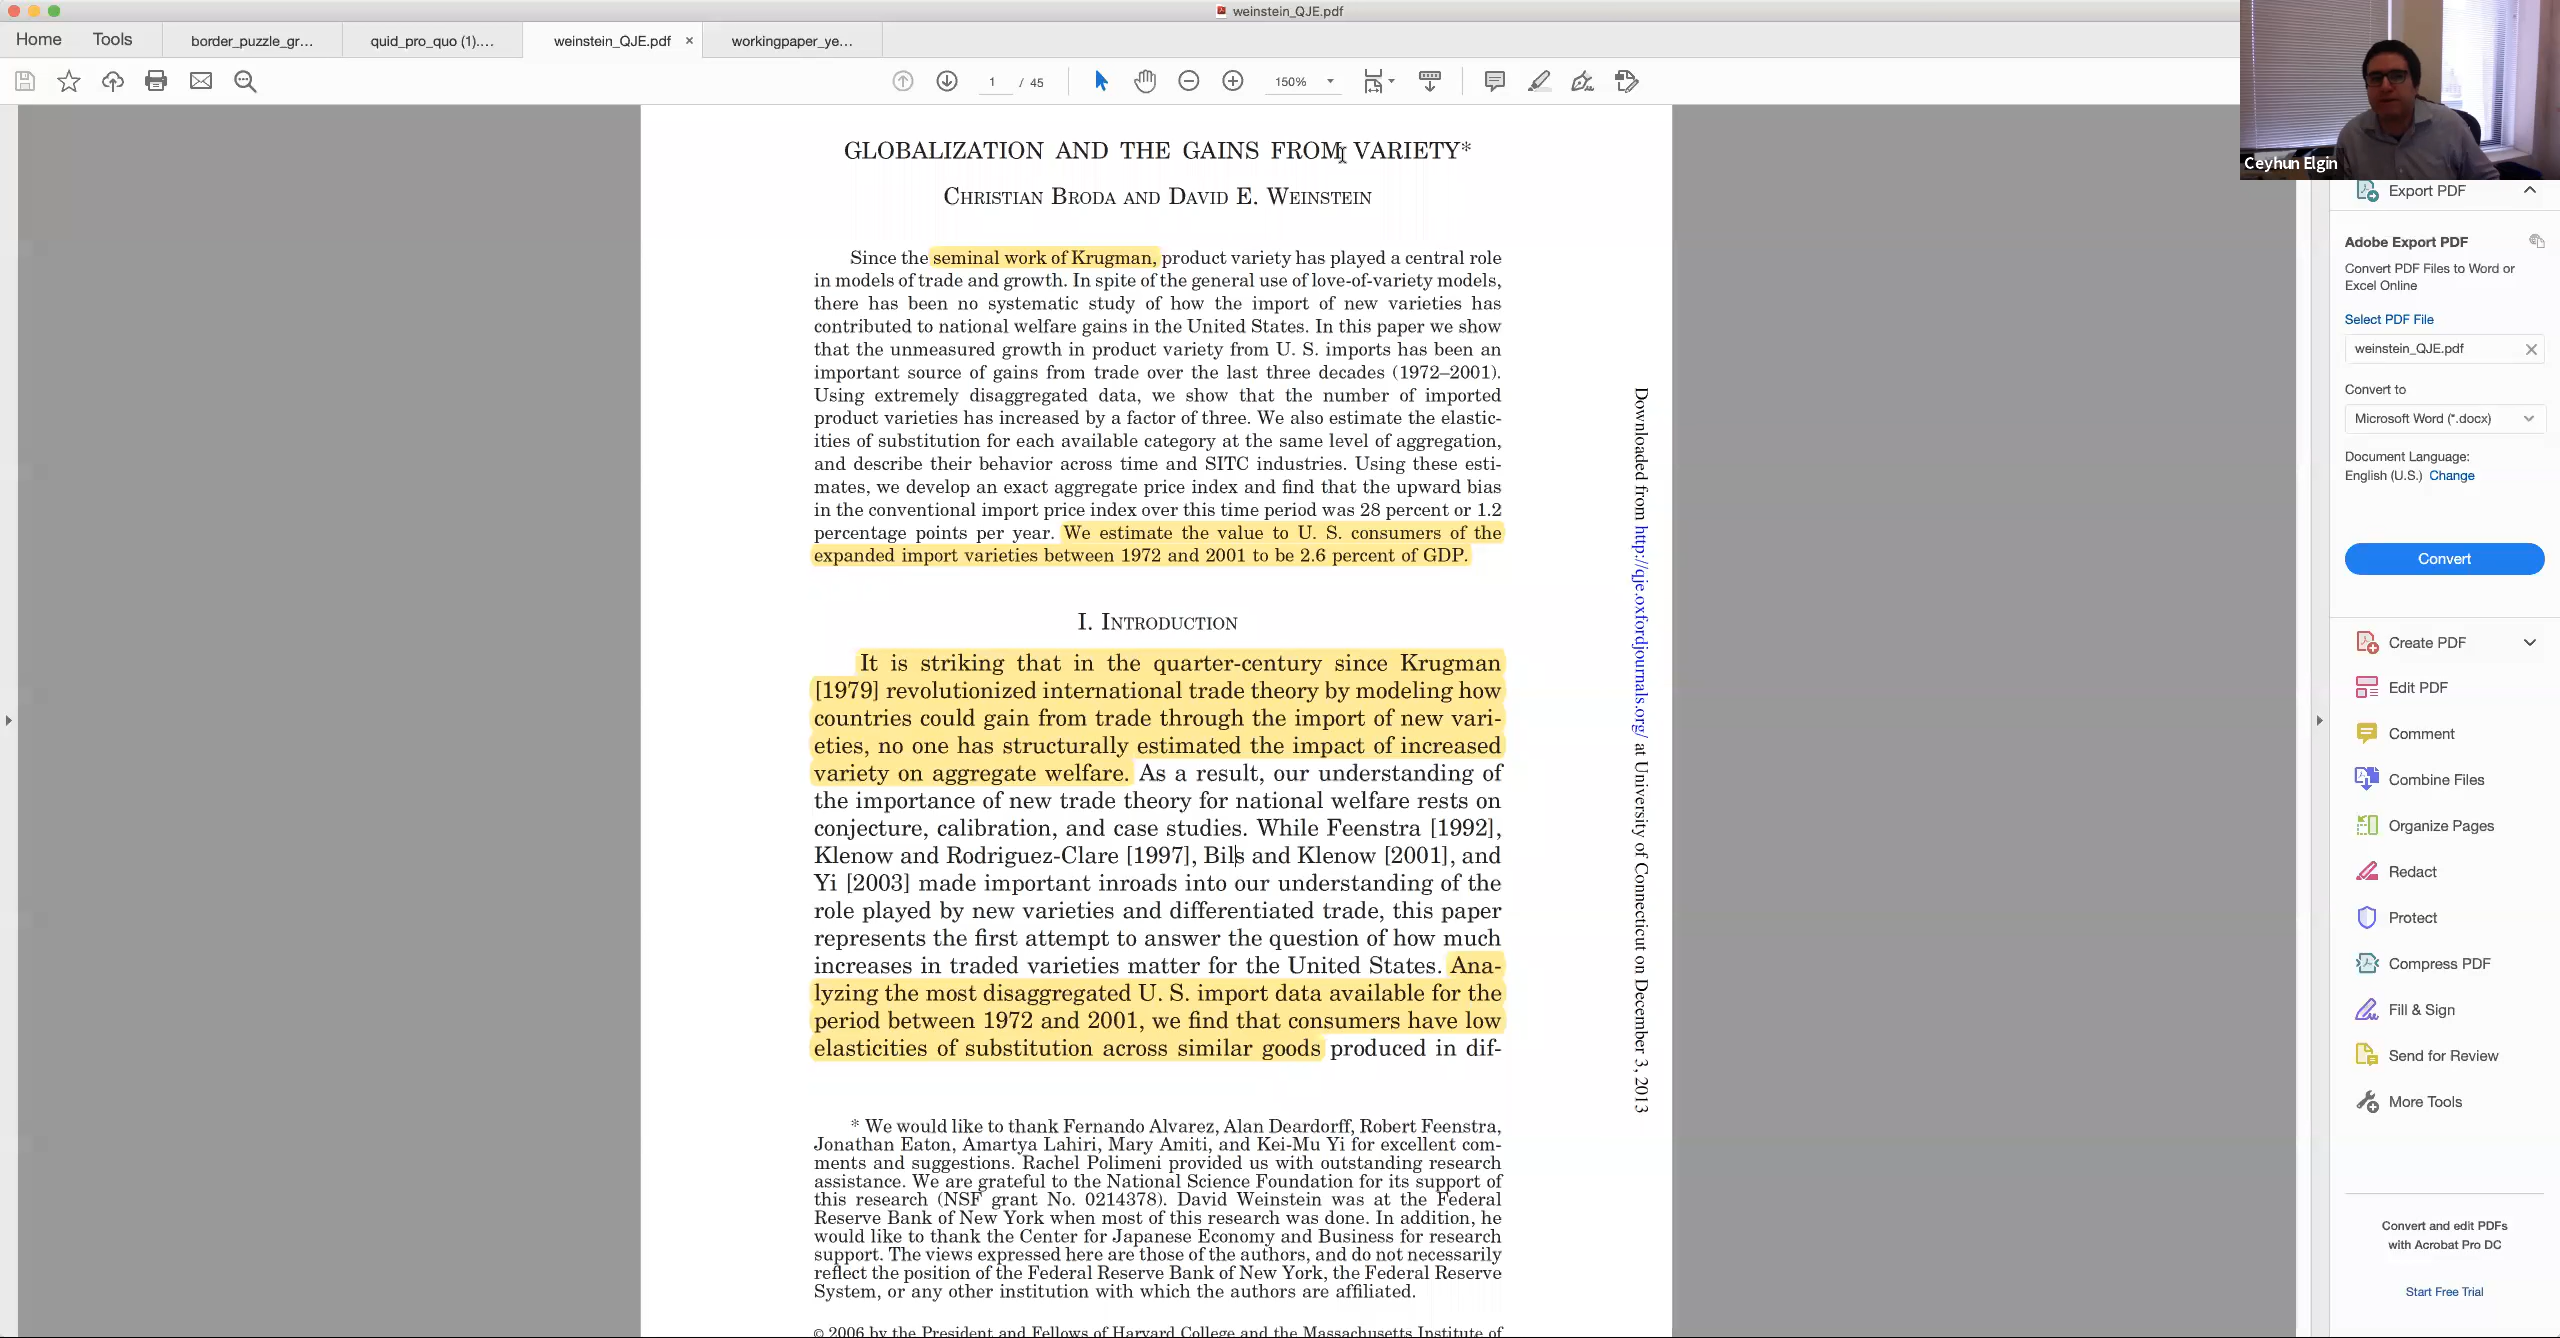 weinstein_QJE.pdf
Home Tools border_puzzle_gr... quid_pro_quo (1).... weinstein_QJE.pdf × workingpaper_ye...
1 / 45 150%
Ceyhun Elgin
GLOBALIZATION AND THE GAINS FROM VARIETY*
CHRISTIAN BRODA AND DAVID E. WEINSTEIN
Since the seminal work of Krugman, product variety has played a central role
in models of trade and growth. In spite of the general use of love-of-variety models,
there has been no systematic study of how the import of new varieties has
contributed to national welfare gains in the United States. In this paper we show
that the unmeasured growth in product variety from U. S. imports has been an
important source of gains from trade over the last three decades (1972–2001).
Using extremely disaggregated data, we show that the number of imported
product varieties has increased by a factor of three. We also estimate the elastic-
ities of substitution for each available category at the same level of aggregation,
and describe their behavior across time and SITC industries. Using these esti-
mates, we develop an exact aggregate price index and find that the upward bias
in the conventional import price index over this time period was 28 percent or 1.2
percentage points per year. We estimate the value to U. S. consumers of the
expanded import varieties between 1972 and 2001 to be 2.6 percent of GDP.
I. INTRODUCTION
It is striking that in the quarter-century since Krugman
[1979] revolutionized international trade theory by modeling how
countries could gain from trade through the import of new vari-
eties, no one has structurally estimated the impact of increased
variety on aggregate welfare. As a result, our understanding of
the importance of new trade theory for national welfare rests on
conjecture, calibration, and case studies. While Feenstra [1992],
Klenow and Rodriguez-Clare [1997], Bils and Klenow [2001], and
Yi [2003] made important inroads into our understanding of the
role played by new varieties and differentiated trade, this paper
represents the first attempt to answer the question of how much
increases in traded varieties matter for the United States. Ana-
lyzing the most disaggregated U. S. import data available for the
period between 1972 and 2001, we find that consumers have low
elasticities of substitution across similar goods produced in dif-
* We would like to thank Fernando Alvarez, Alan Deardorff, Robert Feenstra,
Jonathan Eaton, Amartya Lahiri, Mary Amiti, and Kei-Mu Yi for excellent com-
ments and suggestions. Rachel Polimeni provided us with outstanding research
assistance. We are grateful to the National Science Foundation for its support of
this research (NSF grant No. 0214378). David Weinstein was at the Federal
Reserve Bank of New York when most of this research was done. In addition, he
would like to thank the Center for Japanese Economy and Business for research
support. The views expressed here are those of the authors, and do not necessarily
reflect the position of the Federal Reserve Bank of New York, the Federal Reserve
System, or any other institution with which the authors are affiliated.
© 2006 by the President and Fellows of Harvard College and the Massachusetts Institute of
Downloaded from http://qje.oxfordjournals.org/ at University of Connecticut on December 3, 2013
Export PDF
Adobe Export PDF
Convert PDF Files to Word or
Excel Online
Select PDF File
weinstein_QJE.pdf
Convert to
Microsoft Word (*.docx)
Document Language:
English (U.S.) Change
Convert
Create PDF
Edit PDF
Comment
Combine Files
Organize Pages
Redact
Protect
Compress PDF
Fill & Sign
Send for Review
More Tools
Convert and edit PDFs
with Acrobat Pro DC
Start Free Trial